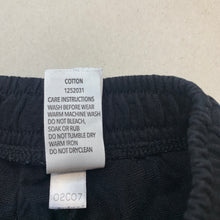 COTTON
1252031
CARE INSTRUCTIONS
WASH BEFORE WEAR
WARM MACHINE WASH
DO NOT BLEACH,
SOAK OR RUB
DO NOT TUMBLE DRY
WARM IRON
DO NOT DRYCLEAN
02C07